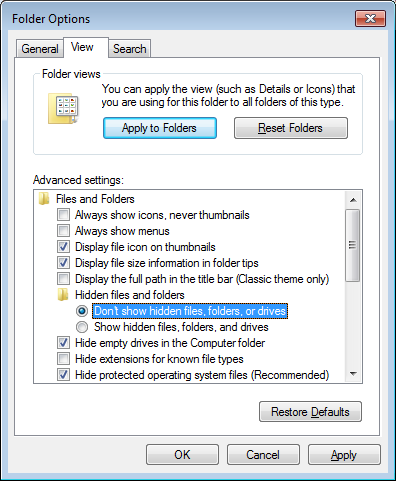 Folder Options
General View Search
Folder views
You can apply the view (such as Details or Icons) that
you are using for this folder to all folders of this type.
Apply to Folders Reset Folders
Advanced settings:
Files and Folders
Always show icons, never thumbnails
Always show menus
Display file icon on thumbnails
Display file size information in folder tips
Display the full path in the title bar (Classic theme only)
Hidden files and folders
Don't show hidden files, folders, or drives
Show hidden files, folders, and drives
Hide empty drives in the Computer folder
Hide extensions for known file types
Hide protected operating system files (Recommended)
Restore Defaults
OK Cancel Apply